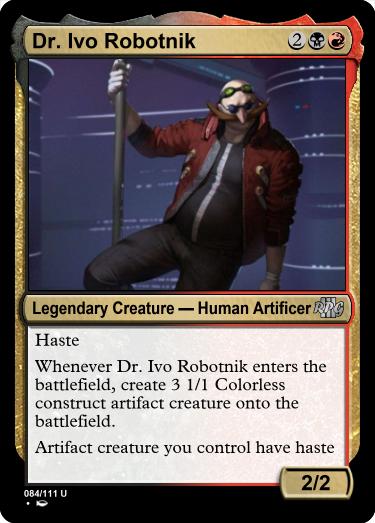 Dr. Ivo Robotnik 2
Legendary Creature — Human Artificer RPG
Haste
Whenever Dr. Ivo Robotnik enters the
battlefield, create 3 1/1 Colorless
construct artifact creature onto the
battlefield.
Artifact creature you control have haste
2/2
084/111 U